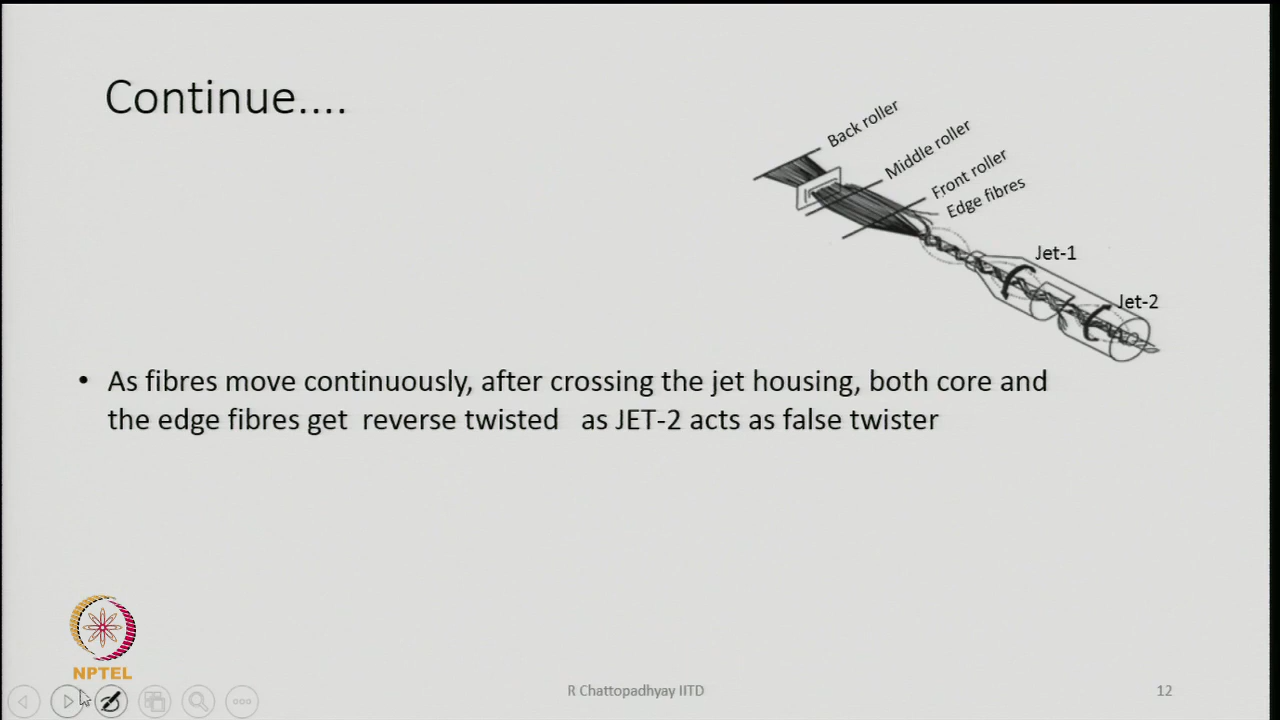 Continue....
Back roller
Middle roller
Front roller
Edge fibres
Jet-1
Jet-2
• As fibres move continuously, after crossing the jet housing, both core and
the edge fibres get reverse twisted as JET-2 acts as false twister
NPTEL
R Chattopadhyay IITD
12